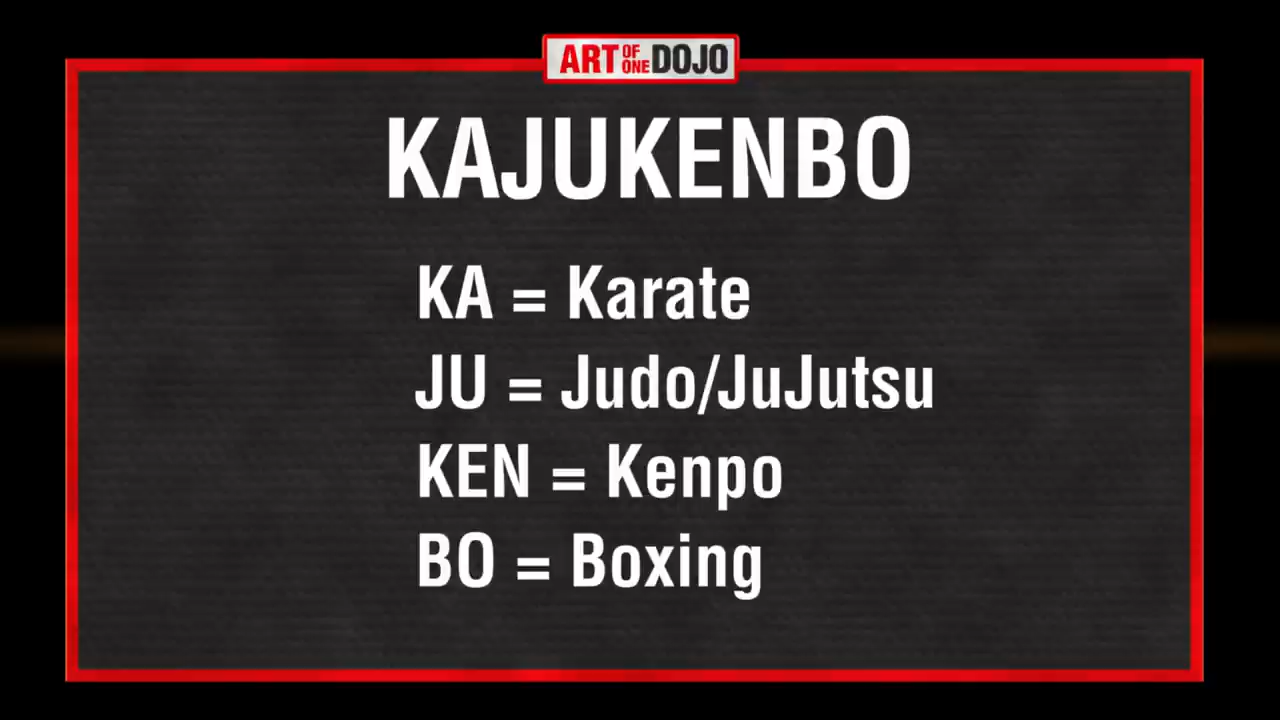 ART OF ONE DOJO
KAJUKENBO
KA = Karate
JU = Judo/JuJutsu
KEN = Kenpo
BO = Boxing